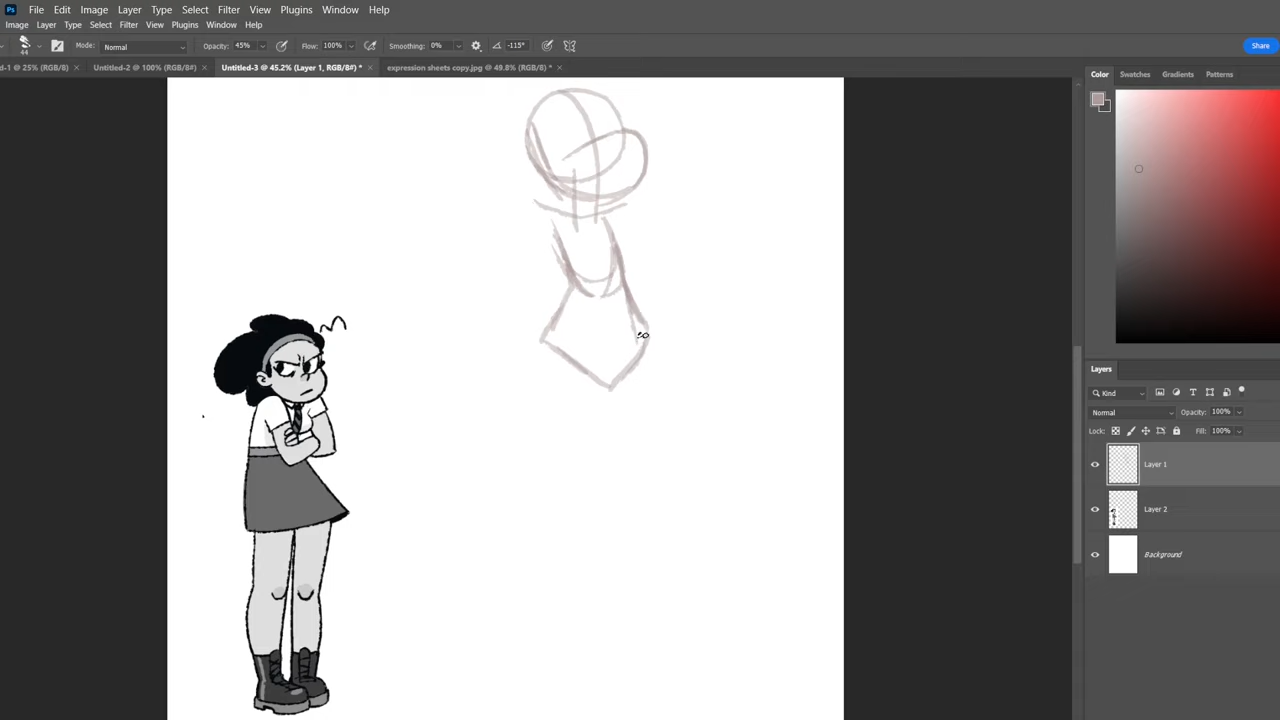 Ps File Edit Image Layer Type Select Filter View Plugins Window Help
Image Layer Type Select Filter View Plugins Window
44 Mode: Normal Opacity: 45% Flow: 100% Smoothing: 0% -115° Share
d-1 @ 25% (RGB/8) × Untitled-2 @ 100% (RGB/8#) × Untitled-3 @ 45.2% (Layer 1, RGB/8#) * × expression sheets copy.jpg @ 49.8% (RGB/8) * ×
Color Swatches Gradients Patterns
Layers
Kind
Normal Opacity: 100%
Lock: Fill: 100%
Layer 1
Layer 2
Background